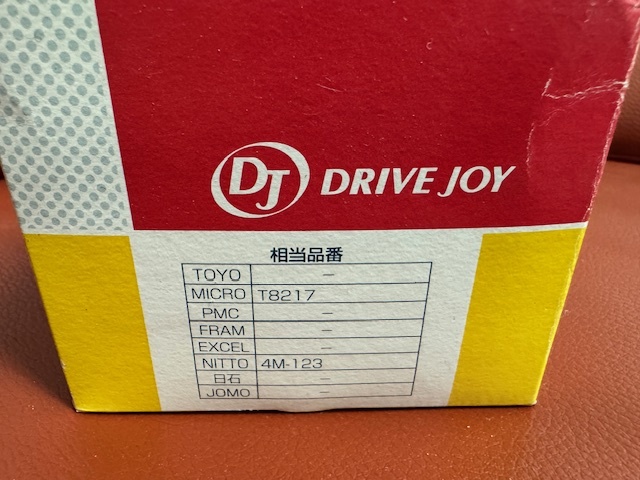 DJ DRIVE JOY
相当品番
TOYO –
MICRO T8217
PMC –
FRAM –
EXCEL –
NITTO 4M-123
日石 –
JOMO –